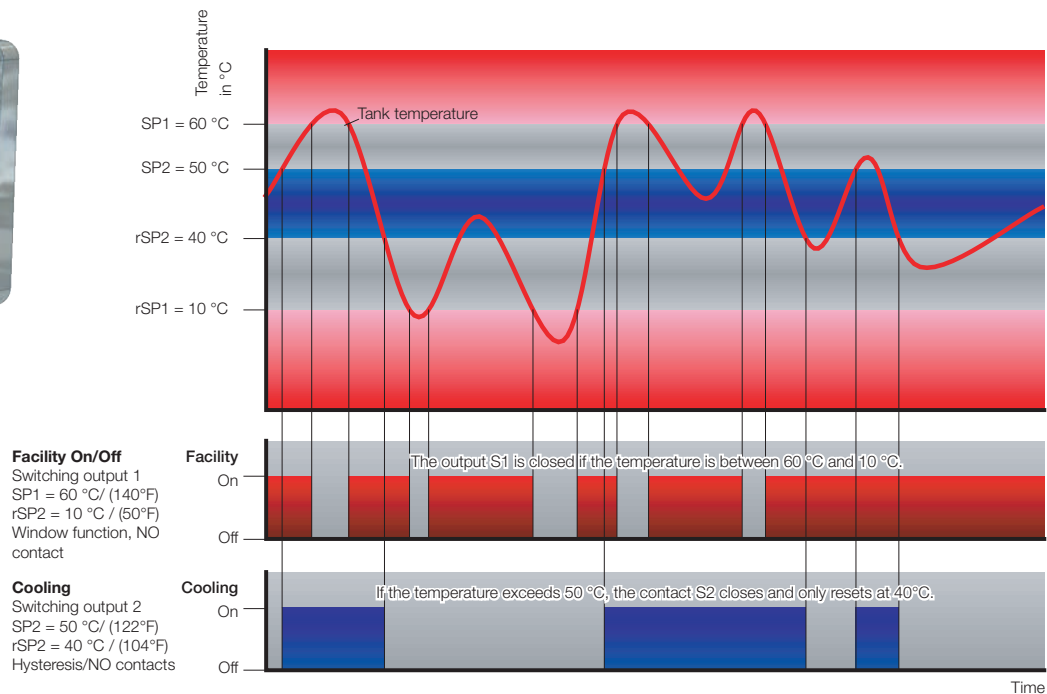 Temperature
in °C
Tank temperature
SP1 = 60 °C
SP2 = 50 °C
rSP2 = 40 °C
rSP1 = 10 °C
Facility On/Off
Switching output 1
SP1 = 60 °C/ (140°F)
rSP2 = 10 °C / (50°F)
Window function, NO
contact
Facility
On
Off
The output S1 is closed if the temperature is between 60 °C and 10 °C.
Cooling
Switching output 2
SP2 = 50 °C/ (122°F)
rSP2 = 40 °C / (104°F)
Hysteresis/NO contacts
Cooling
On
Off
If the temperature exceeds 50 °C, the contact S2 closes and only resets at 40°C.
Time